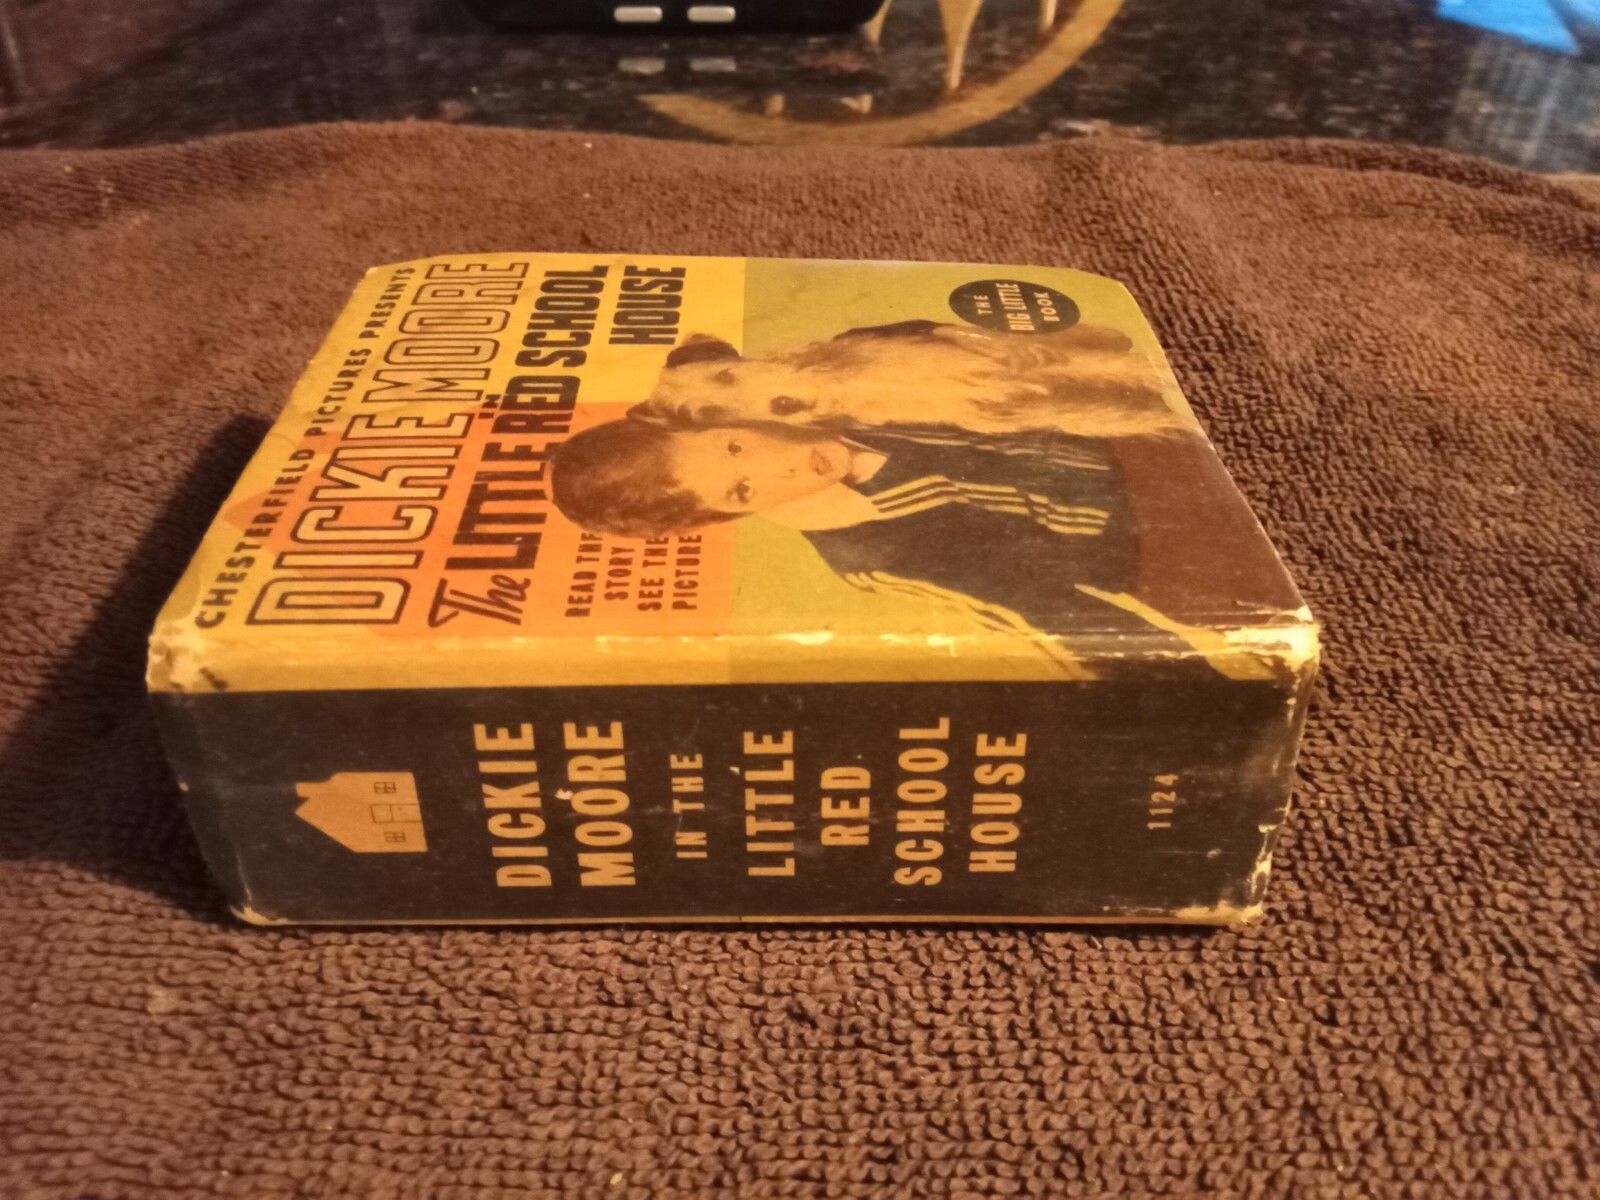 CHESTERFIELD PICTURES PRESENTS
DICKIE MOORE
IN
The LITTLE RED SCHOOL
HOUSE
READ THE
STORY
SEE THE
PICTURE
THE
BIG LITTLE
BOOK
DICKIE
MOORE
IN THE
LITTLE
RED
SCHOOL
HOUSE
1124